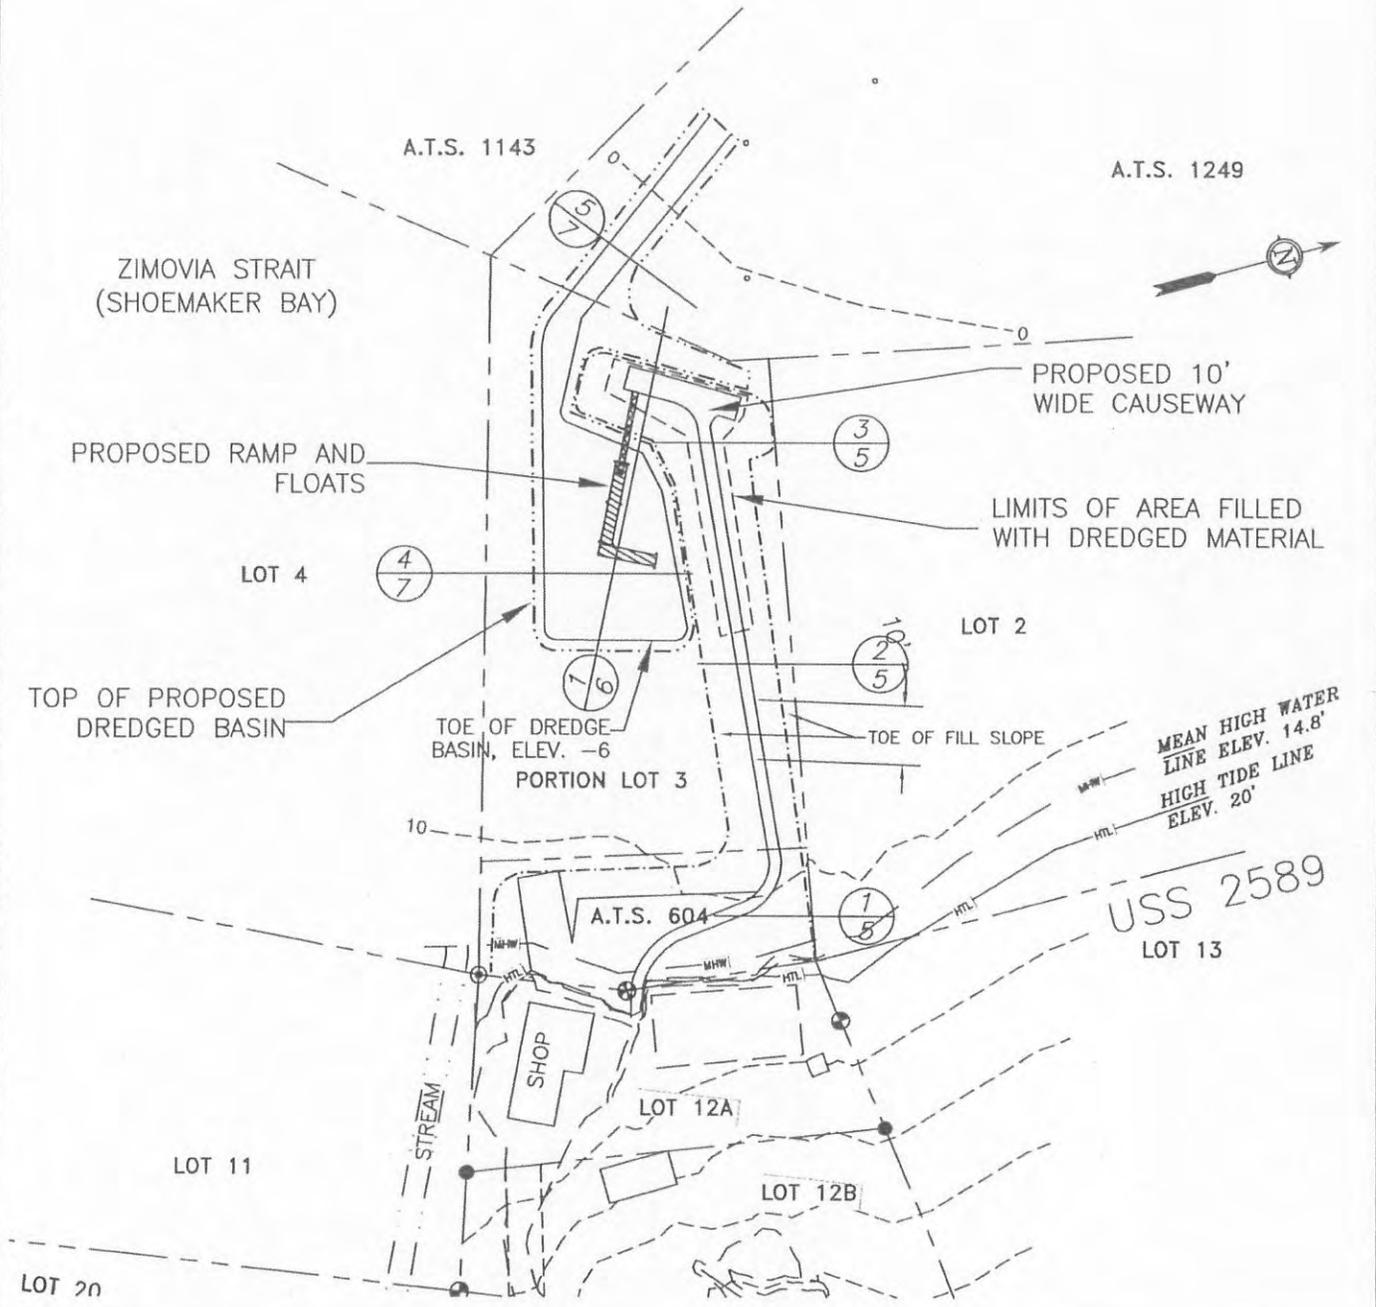 A.T.S. 1143
0
A.T.S. 1249
5
7
N
ZIMOVIA STRAIT
(SHOEMAKER BAY)
0
PROPOSED 10'
WIDE CAUSEWAY
3
5
PROPOSED RAMP AND
FLOATS
LIMITS OF AREA FILLED
WITH DREDGED MATERIAL
LOT 4
4
7
LOT 2
10'
2
5
1
6
TOP OF PROPOSED
DREDGED BASIN
TOE OF DREDGE
BASIN, ELEV. -6
TOE OF FILL SLOPE
MEAN HIGH WATER
LINE ELEV. 14.8'
MHW
HIGH TIDE LINE
ELEV. 20'
HTL
PORTION LOT 3
10
USS 2589
A.T.S. 604
1
5
HTL
LOT 13
MHW
MHW
HTL
HTL
SHOP
STREAM
LOT 12A
LOT 11
LOT 12B
LOT 20